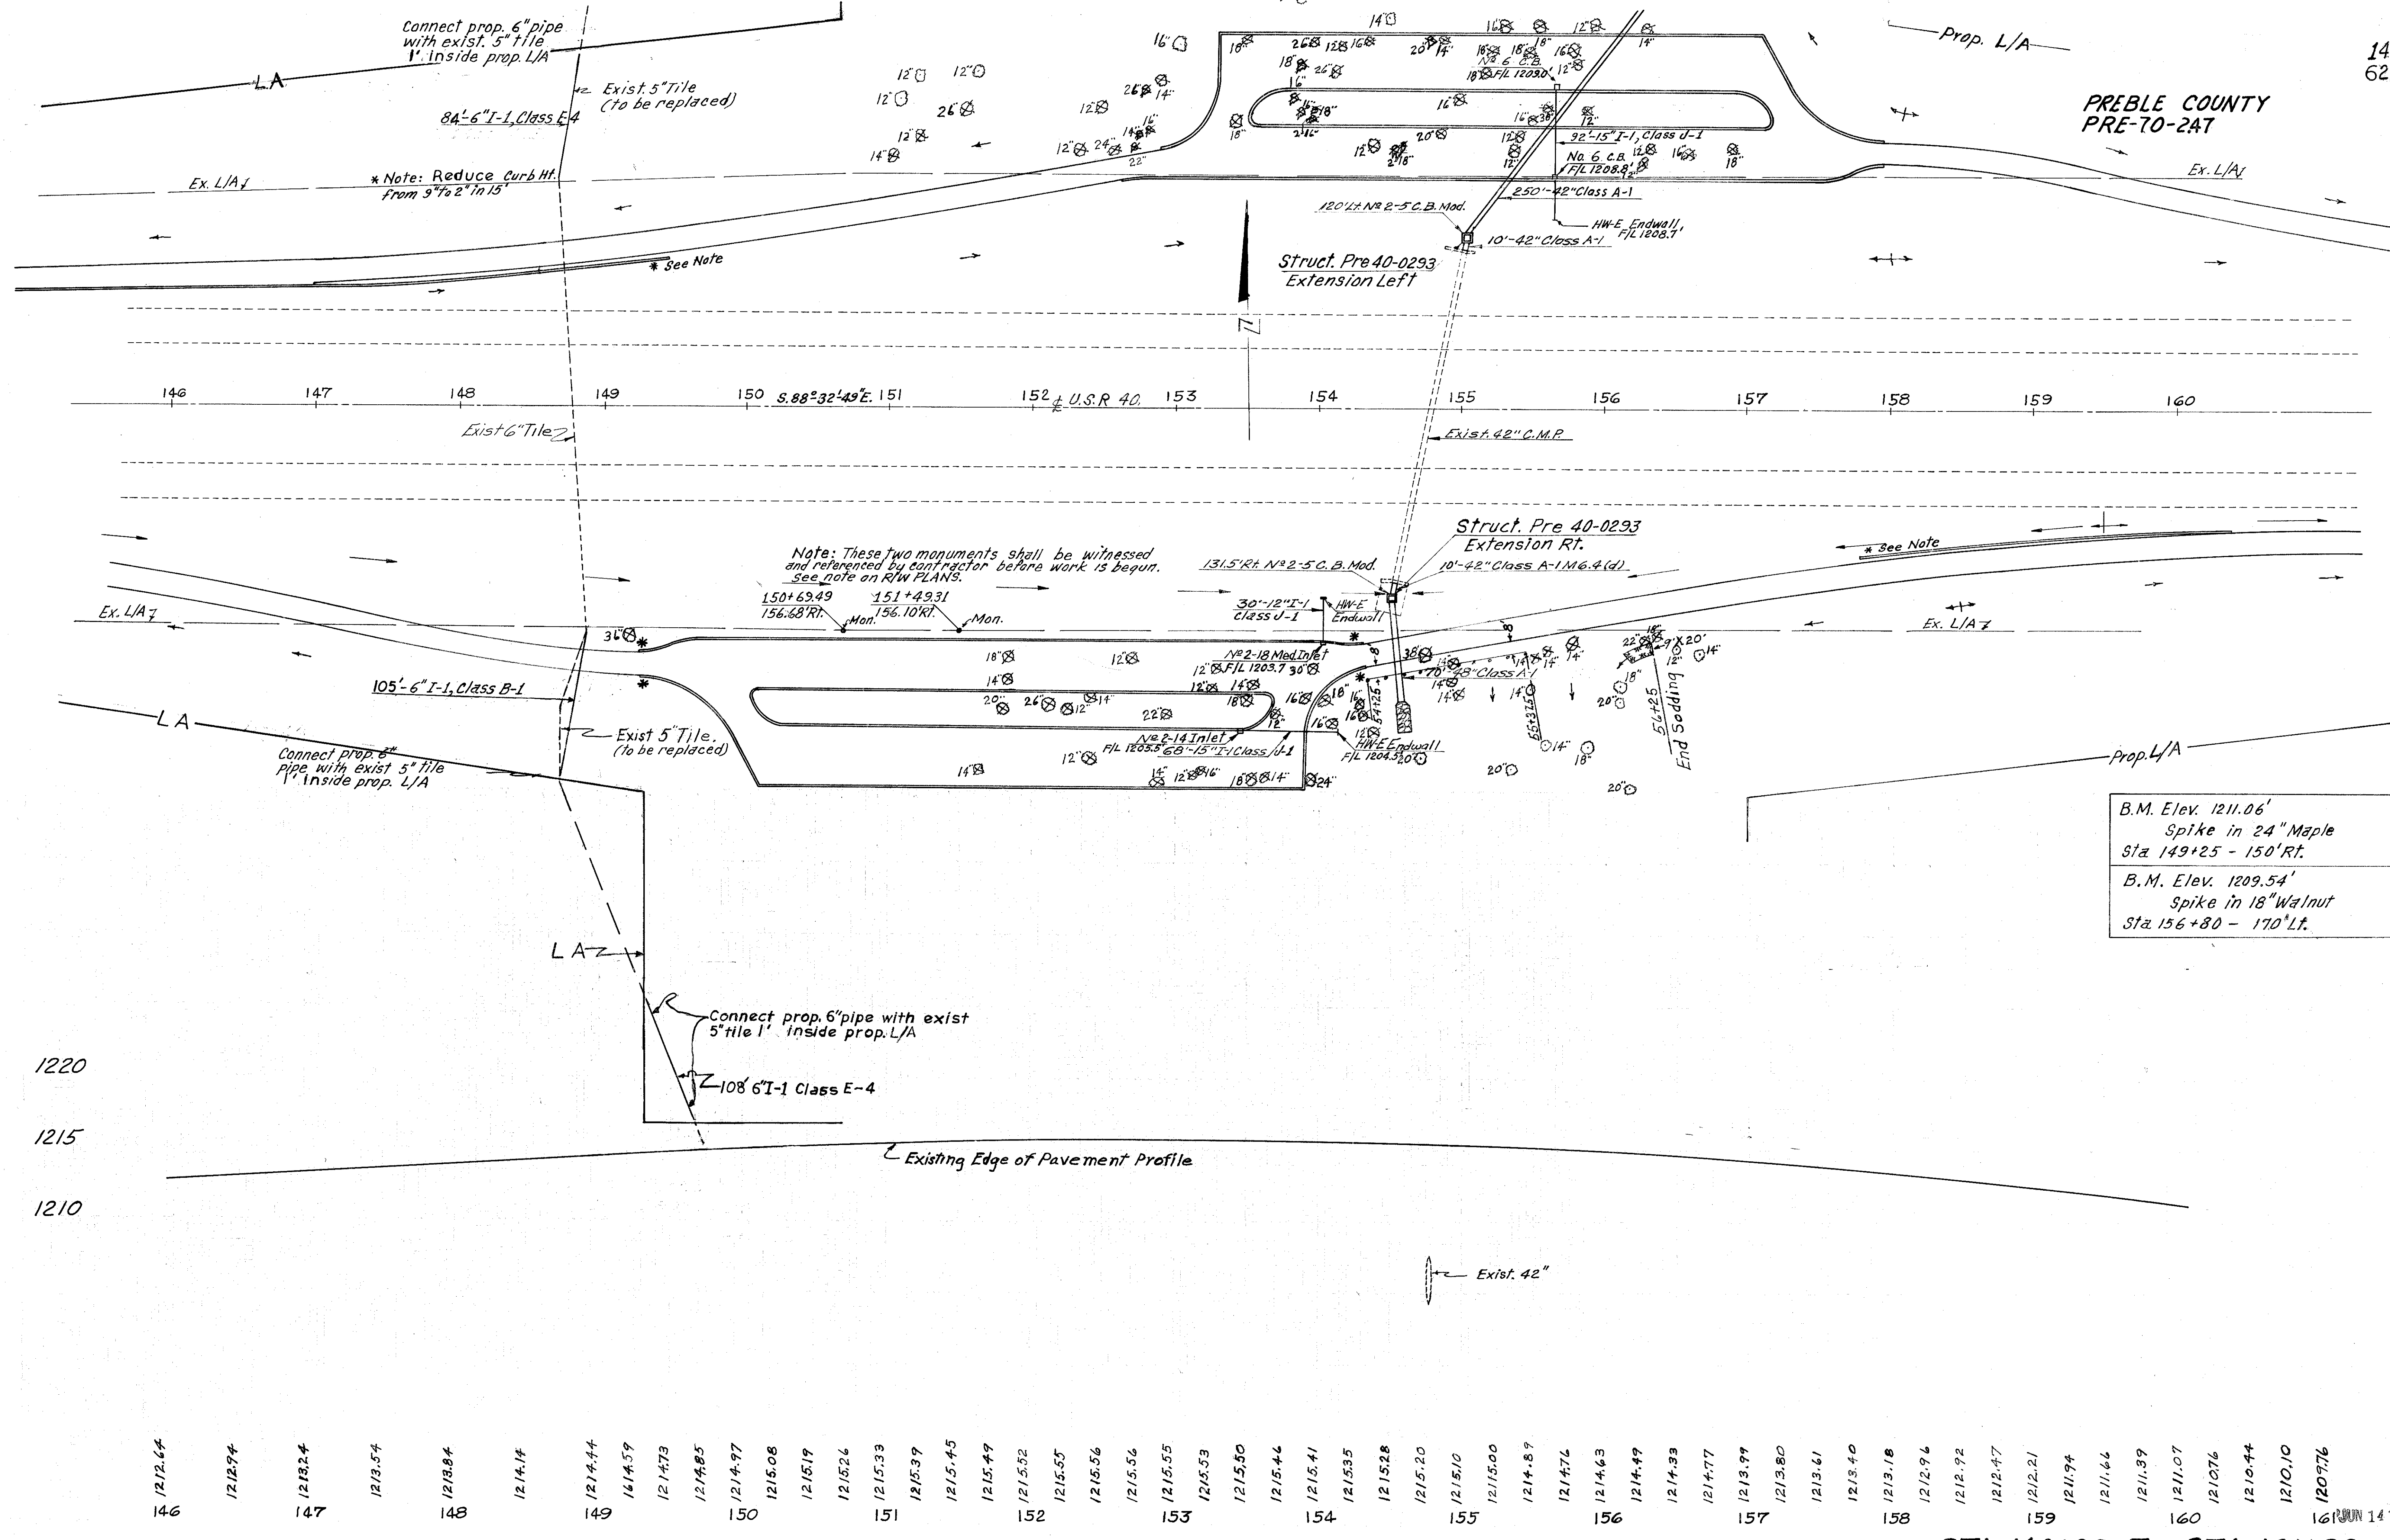 Connect prop. 6" pipe
with exist. 5" tile
1' inside prop. L/A
LA
Exist. 5" Tile
(to be replaced)
84'-6" I-1, Class E-4
Ex. L/A
* Note: Reduce Curb Ht.
from 9" to 2" in 15'
* See Note
Prop. L/A
14
62
PREBLE COUNTY
PRE-70-2A7
Ex. L/A
No. 6 C.B.
F/L 1209.0'
92'-15" I-1, Class J-1
No. 6 C.B.
F/L 1208.8'
250'-42" Class A-1
120' Lt. No 2-5 C.B. Mod.
HW-E Endwall,
F/L 1208.7'
10'-42" Class A-1
Struct. Pre 40-0293
Extension Left
N
146 147 148 149 150 S.88°32'49"E. 151 152 ℄ U.S.R 40. 153 154 155 156 157 158 159 160
Exist 6" Tile
Exist. 42" C.M.P.
Struct. Pre 40-0293
Extension Rt.
* See Note
Note: These two monuments shall be witnessed
and referenced by contractor before work is begun.
see note on R/W PLANS.
131.5' Rt. No 2-5 C.B. Mod.
10'-42" Class A-1 M6.4(d)
150+69.49
156.68' Rt.
Mon.
151+49.31
156.10' Rt.
Mon.
30'-12" I-1
Class J-1
HW-E
Endwall
Ex. L/A
Ex. L/A
36"
No 2-18 Med. Inlet
F/L 1203.7
70'-48" Class A-1
9' X 20'
105'-6" I-1, Class B-1
LA
Exist 5" Tile.
(to be replaced)
Connect prop. 6"
pipe with exist 5" tile
1' inside prop. L/A
No 2-14 Inlet
F/L 1205.5'
68'-15" I-1 Class J-1
HW-E Endwall
F/L 1204.5
54+25
55+32.5
56+25
End Sodding
Prop. L/A
B.M. Elev. 1211.06'
Spike in 24" Maple
Sta 149+25 - 150' Rt.
B.M. Elev. 1209.54'
Spike in 18" Walnut
Sta 156+80 - 170' Lt.
LA
Connect prop. 6" pipe with exist
5" tile 1' inside prop. L/A
108' 6" I-1 Class E-4
1220
1215
1210
Existing Edge of Pavement Profile
Exist. 42"
1212.64 1212.94 1213.24 1213.54 1213.84 1214.14 1214.44 1614.59 1214.73 1214.85 1214.97 1215.08 1215.19 1215.26 1215.33 1215.39 1215.45 1215.49 1215.52 1215.55 1215.56 1215.56 1215.55 1215.53 1215.50 1215.46 1215.41 1215.35 1215.28 1215.20 1215.10 1215.00 1214.89 1214.76 1214.63 1214.49 1214.33 1214.77 1213.99 1213.80 1213.61 1213.40 1213.18 1212.96 1212.92 1212.47 1212.21 1211.94 1211.66 1211.39 1211.07 1210.76 1210.44 1210.10 1209.76
146 147 148 149 150 151 152 153 154 155 156 157 158 159 160 161
JUN 14